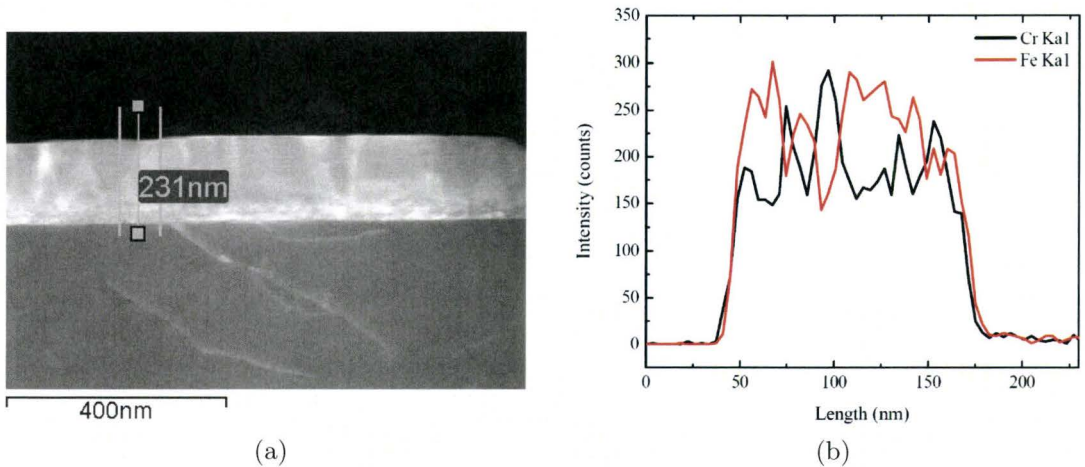 231nm
400nm
(a)
350
300
250
200
150
100
50
0
Intensity (counts)
0 50 100 150 200
Length (nm)
Cr Ka1
Fe Ka1
(b)